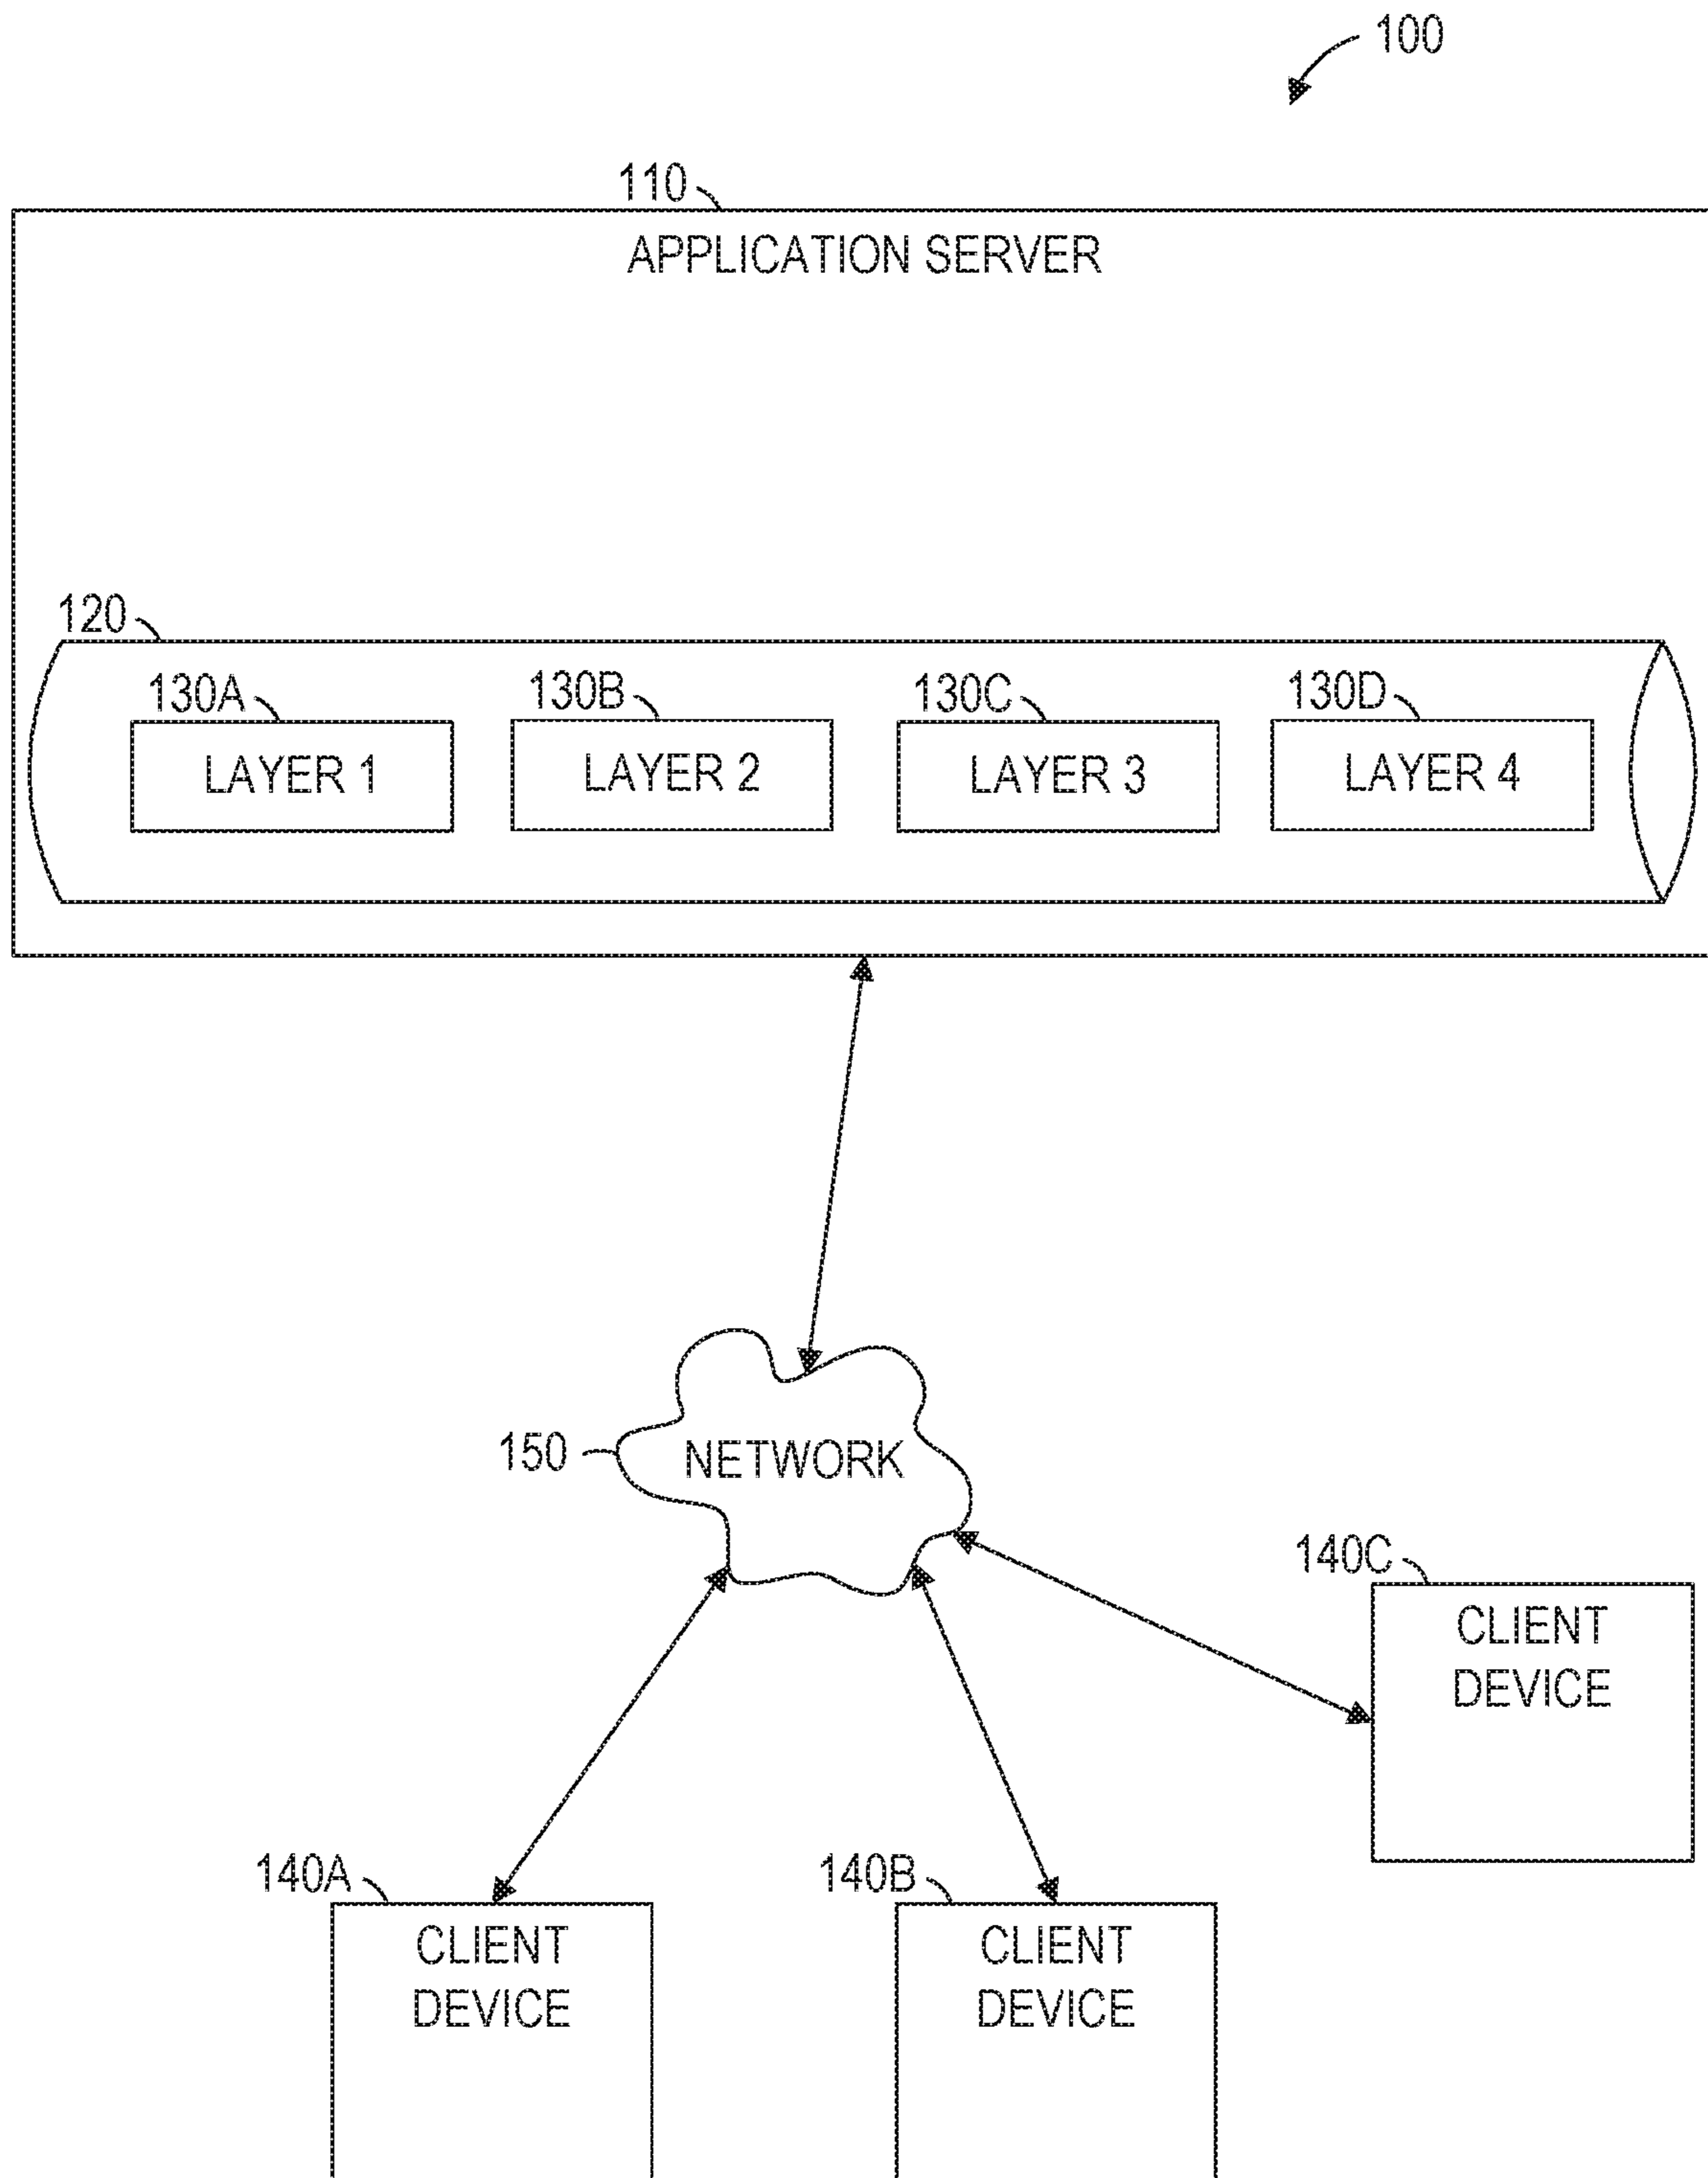 100
110
APPLICATION SERVER
120
130A
130B
130C
130D
LAYER 1
LAYER 2
LAYER 3
LAYER 4
150
NETWORK
140C
CLIENT
DEVICE
140A
140B
CLIENT
DEVICE
CLIENT
DEVICE